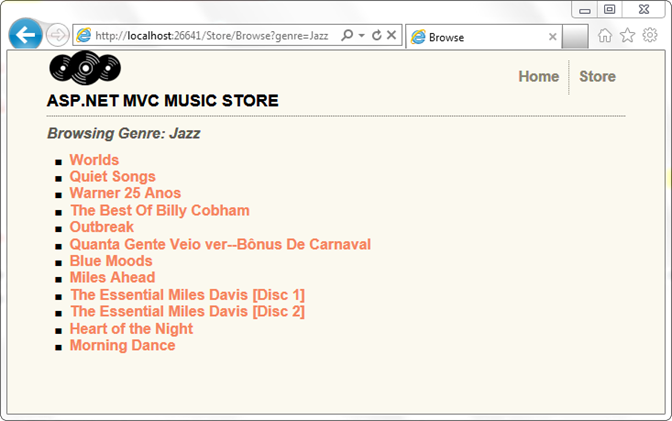 http://localhost:26641/Store/Browse?genre=Jazz
Browse
Home
Store
ASP.NET MVC MUSIC STORE
Browsing Genre: Jazz
Worlds
Quiet Songs
Warner 25 Anos
The Best Of Billy Cobham
Outbreak
Quanta Gente Veio ver--Bônus De Carnaval
Blue Moods
Miles Ahead
The Essential Miles Davis [Disc 1]
The Essential Miles Davis [Disc 2]
Heart of the Night
Morning Dance